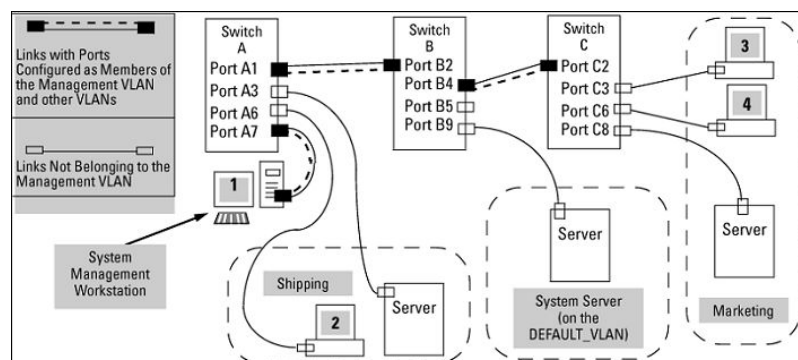 Links with Ports
Configured as Members of
the Management VLAN
and other VLANs
Links Not Belonging to the
Management VLAN
System
Management
Workstation
1
Switch
A
Port A1
Port A3
Port A6
Port A7
Switch
B
Port B2
Port B4
Port B5
Port B9
Switch
C
Port C2
Port C3
Port C6
Port C8
3
4
Shipping
2
Server
Server
System Server
(on the
DEFAULT_VLAN)
Server
Marketing